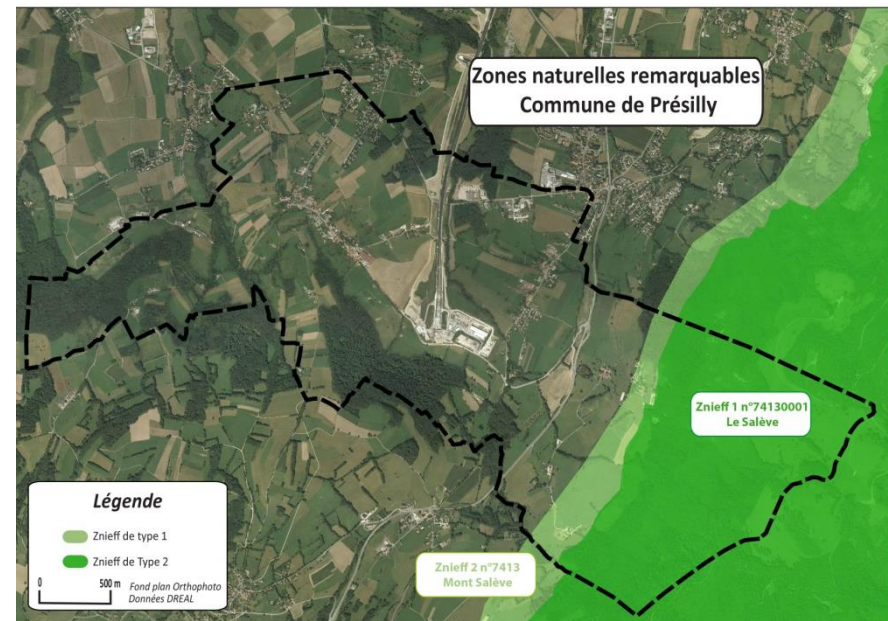 Zones naturelles remarquables
Commune de Présilly
Znieff 1 n°74130001
Le Salève
Znieff 2 n°7413
Mont Salève
Légende
Znieff de type 1
Znieff de Type 2
0 500 m
Fond plan Orthophoto
Données DREAL